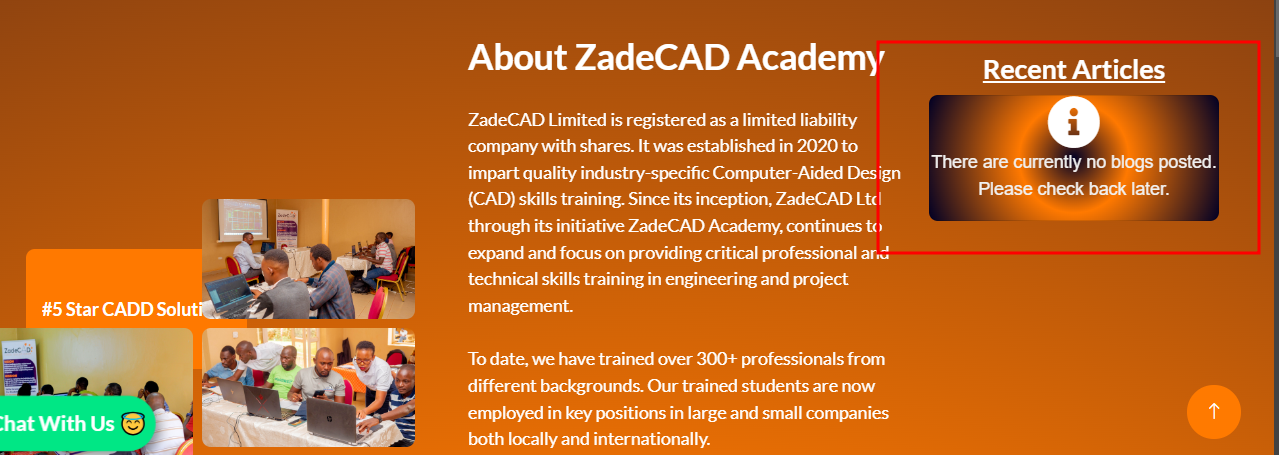 About ZadeCAD Academy
ZadeCAD Limited is registered as a limited liability
company with shares. It was established in 2020 to
impart quality industry-specific Computer-Aided Design
(CAD) skills training. Since its inception, ZadeCAD Ltd
through its initiative ZadeCAD Academy, continues to
expand and focus on providing critical professional and
technical skills training in engineering and project
management.
To date, we have trained over 300+ professionals from
different backgrounds. Our trained students are now
employed in key positions in large and small companies
both locally and internationally.
Recent Articles
There are currently no blogs posted.
Please check back later.
#5 Star CADD Soluti
ZadeCAD
Chat With Us